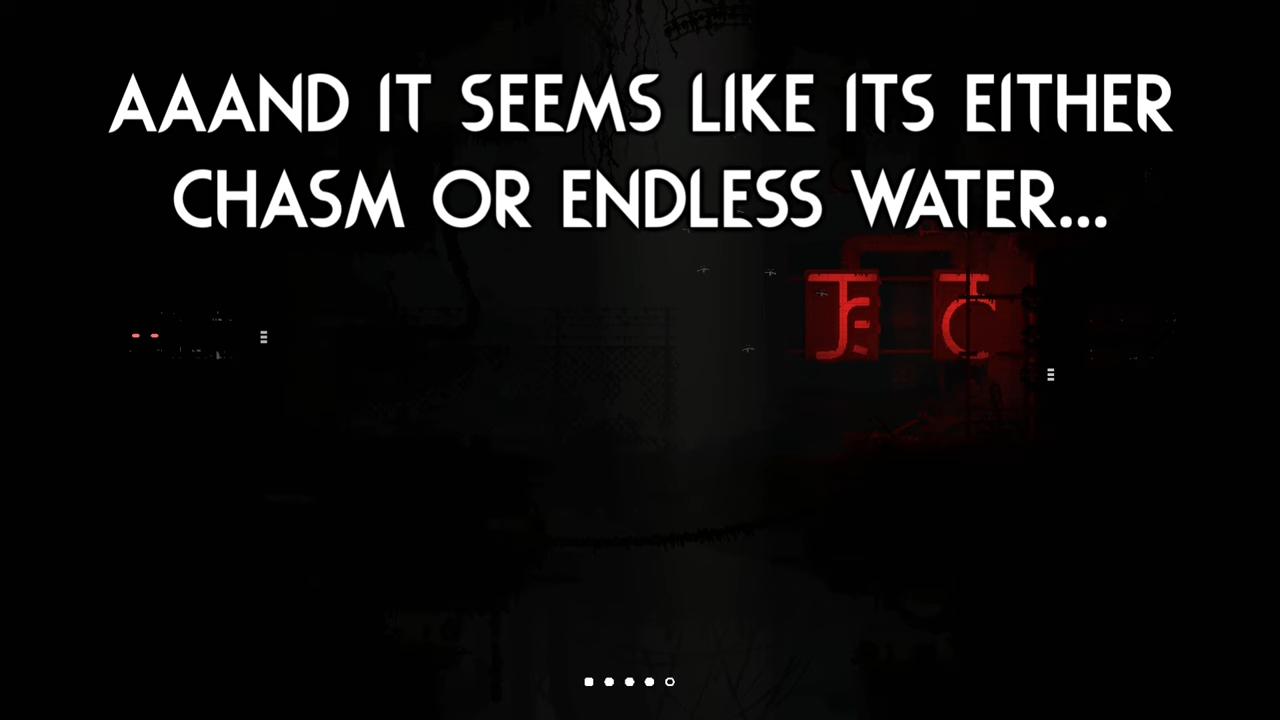 AAAND IT SEEMS LIKE ITS EITHER
CHASM OR ENDLESS WATER...